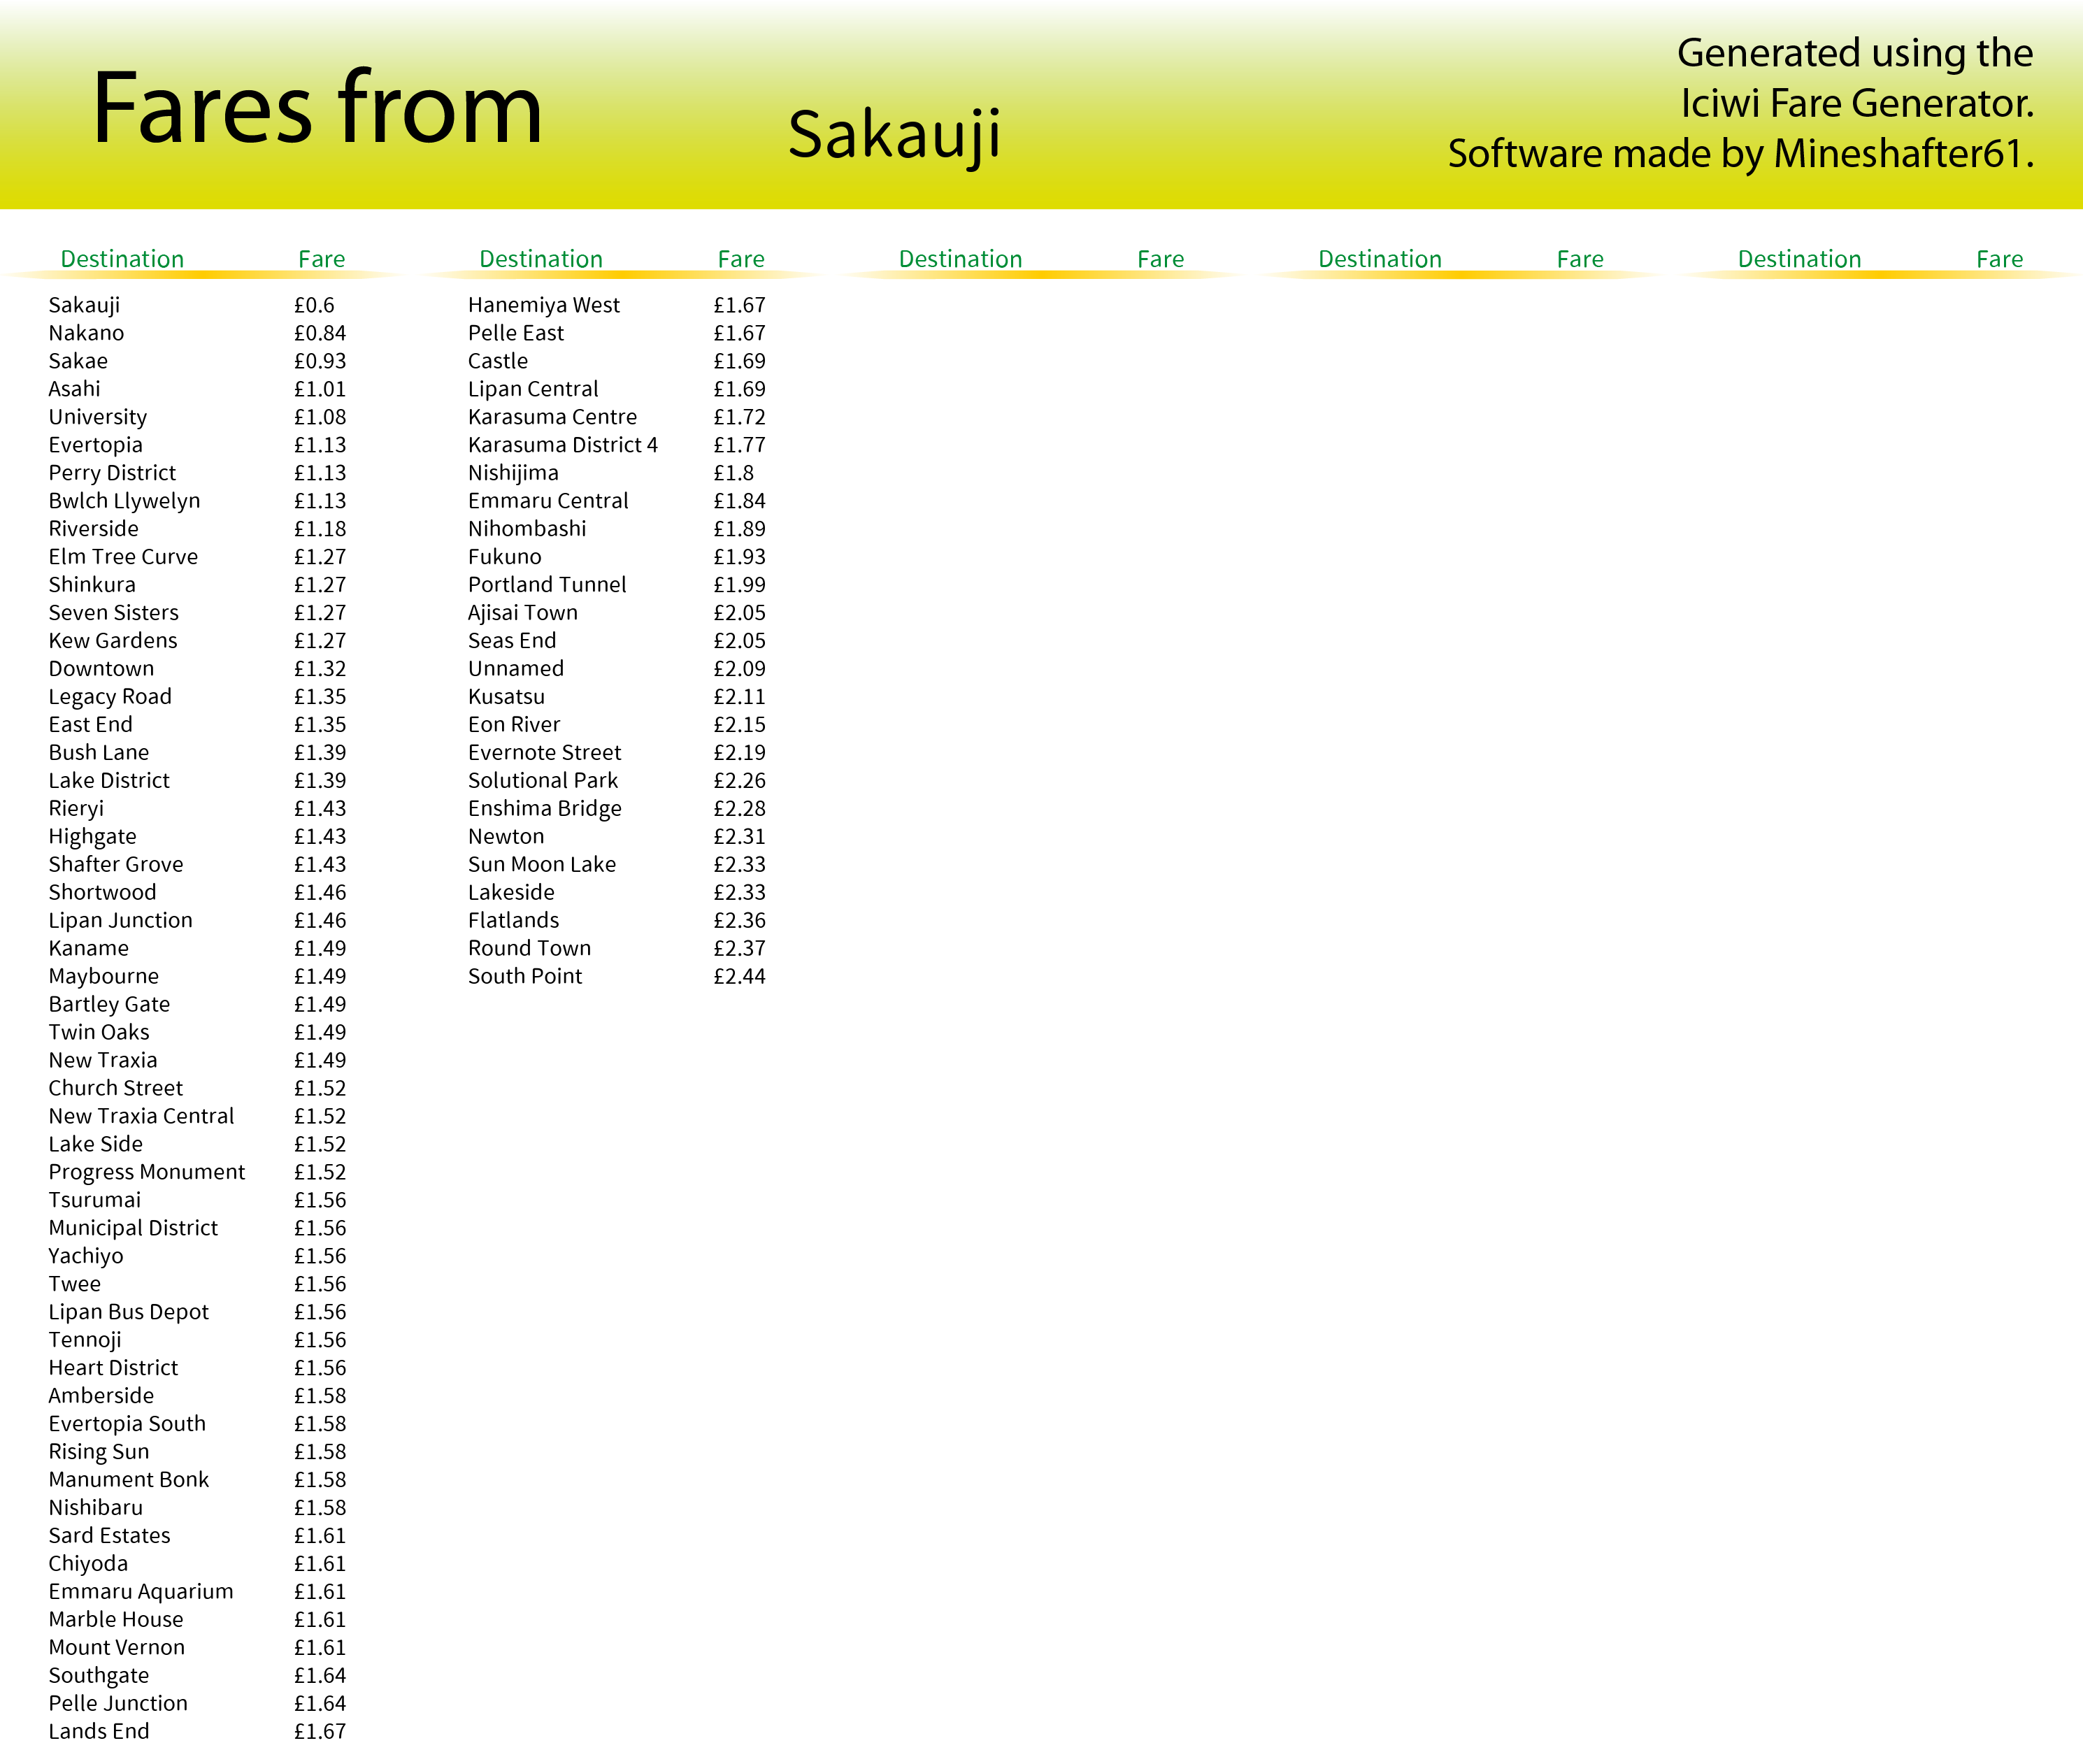 Fares from
Sakauji
Generated using the
Iciwi Fare Generator.
Software made by Mineshafter61.
Destination Fare
Sakauji £0.6
Nakano £0.84
Sakae £0.93
Asahi £1.01
University £1.08
Evertopia £1.13
Perry District £1.13
Bwlch Llywelyn £1.13
Riverside £1.18
Elm Tree Curve £1.27
Shinkura £1.27
Seven Sisters £1.27
Kew Gardens £1.27
Downtown £1.32
Legacy Road £1.35
East End £1.35
Bush Lane £1.39
Lake District £1.39
Rieryi £1.43
Highgate £1.43
Shafter Grove £1.43
Shortwood £1.46
Lipan Junction £1.46
Kaname £1.49
Maybourne £1.49
Bartley Gate £1.49
Twin Oaks £1.49
New Traxia £1.49
Church Street £1.52
New Traxia Central £1.52
Lake Side £1.52
Progress Monument £1.52
Tsurumai £1.56
Municipal District £1.56
Yachiyo £1.56
Twee £1.56
Lipan Bus Depot £1.56
Tennoji £1.56
Heart District £1.56
Amberside £1.58
Evertopia South £1.58
Rising Sun £1.58
Manument Bonk £1.58
Nishibaru £1.58
Sard Estates £1.61
Chiyoda £1.61
Emmaru Aquarium £1.61
Marble House £1.61
Mount Vernon £1.61
Southgate £1.64
Pelle Junction £1.64
Lands End £1.67
Destination Fare
Hanemiya West £1.67
Pelle East £1.67
Castle £1.69
Lipan Central £1.69
Karasuma Centre £1.72
Karasuma District 4 £1.77
Nishijima £1.8
Emmaru Central £1.84
Nihombashi £1.89
Fukuno £1.93
Portland Tunnel £1.99
Ajisai Town £2.05
Seas End £2.05
Unnamed £2.09
Kusatsu £2.11
Eon River £2.15
Evernote Street £2.19
Solutional Park £2.26
Enshima Bridge £2.28
Newton £2.31
Sun Moon Lake £2.33
Lakeside £2.33
Flatlands £2.36
Round Town £2.37
South Point £2.44
Destination Fare
Destination Fare
Destination Fare